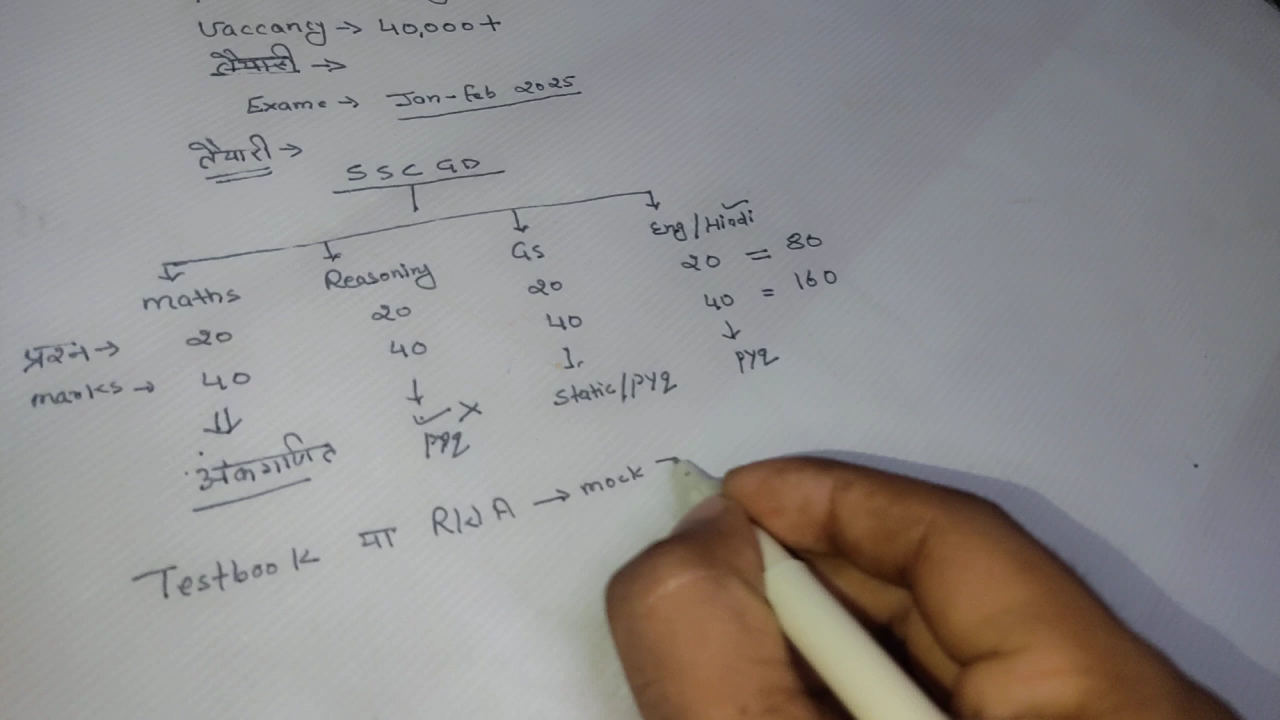 Vaccancy → 40,000+
तैयारी →
Exame → Jan-Feb 2025
तैयारी →
SSC GD
maths Reasoning GS Eng/Hindi
प्रश्न → 20 20 20 20 = 80
marks → 40 40 40 40 = 160
अंकगणित PYQ Static/PYQ PYQ
Testbook या RWA → mock →